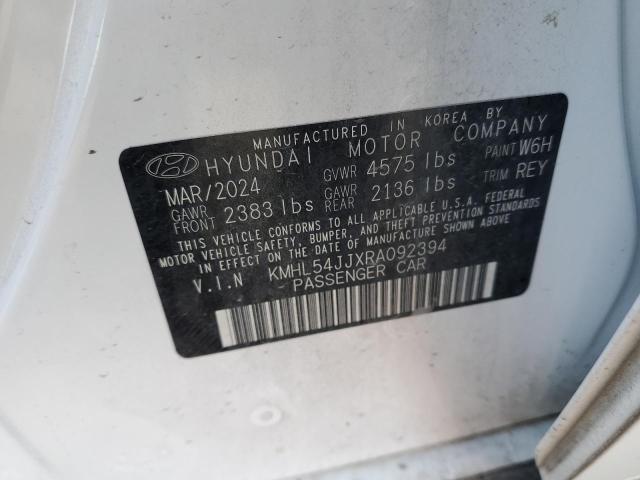 MANUFACTURED IN KOREA BY
HYUNDAI MOTOR COMPANY
MAR/2024 GVWR 4575 lbs PAINT W6H
GAWR FRONT 2383 lbs GAWR REAR 2136 lbs TRIM REY
THIS VEHICLE CONFORMS TO ALL APPLICABLE U.S.A. FEDERAL
MOTOR VEHICLE SAFETY, BUMPER, AND THEFT PREVENTION STANDARDS
IN EFFECT ON THE DATE OF MANUFACTURE SHOWN ABOVE.
V.I.N KMHL54JJXRA092394
PASSENGER CAR